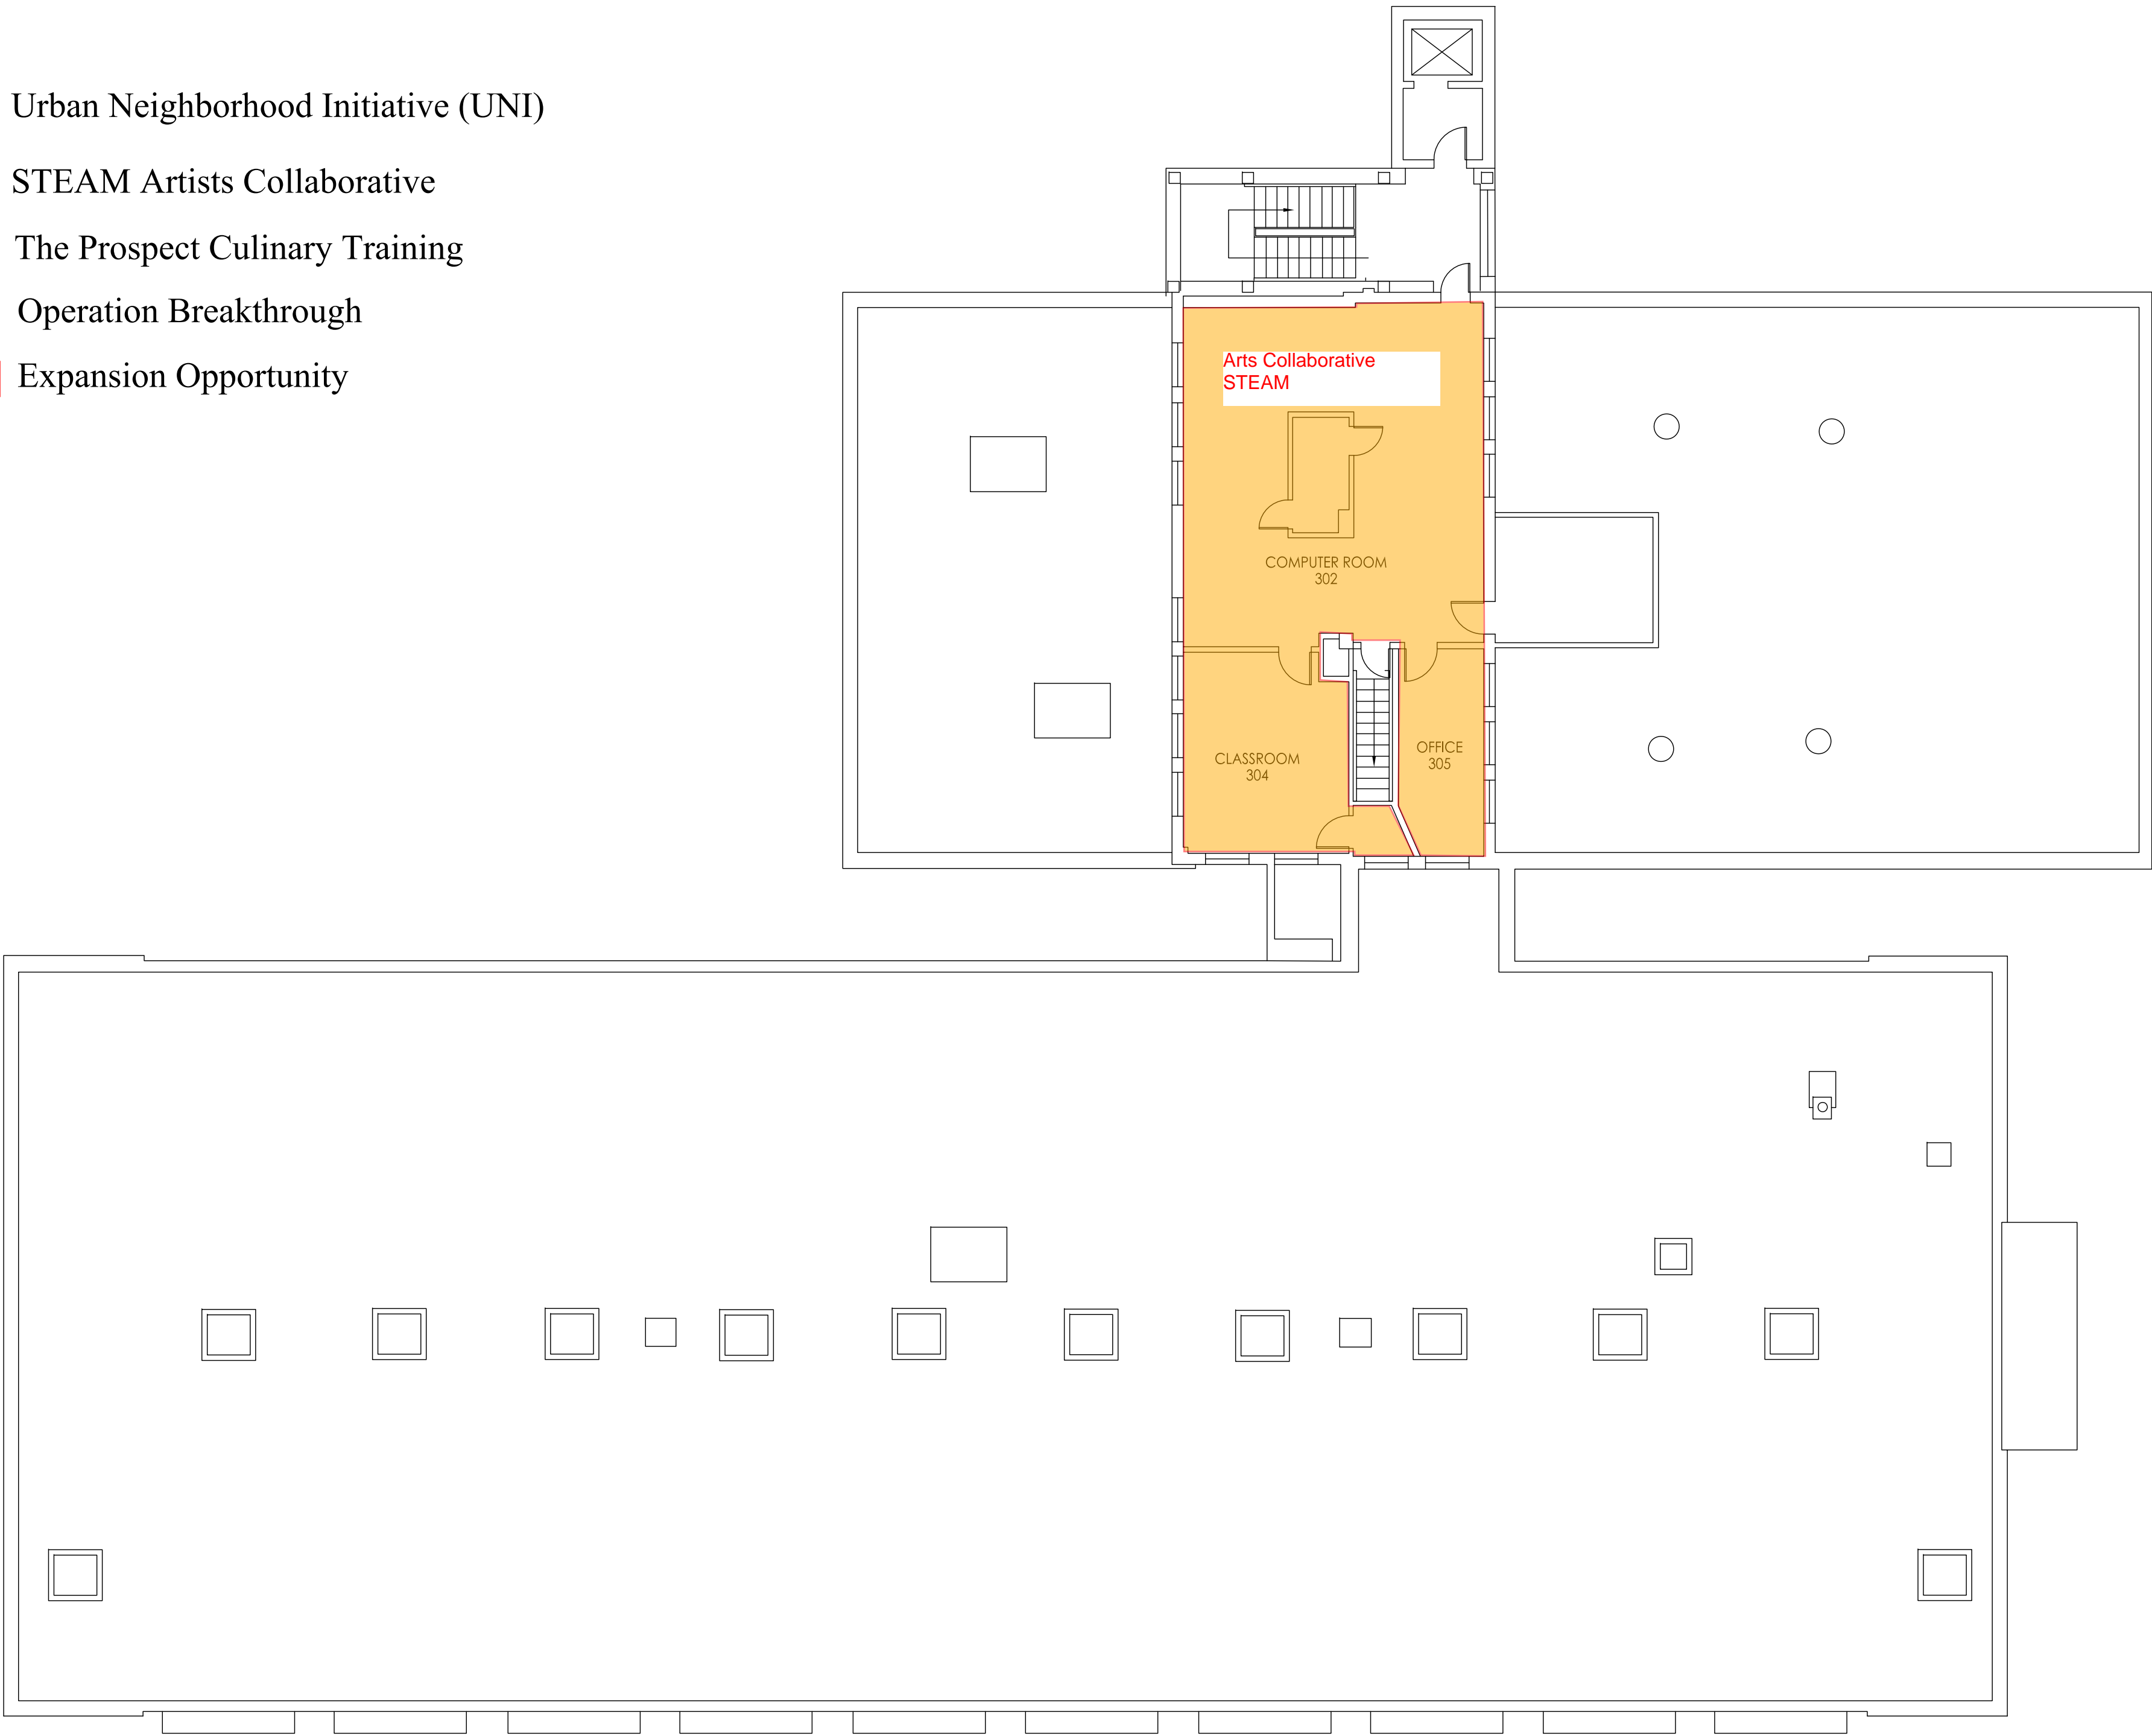 Urban Neighborhood Initiative (UNI)
STEAM Artists Collaborative
The Prospect Culinary Training
Operation Breakthrough
Expansion Opportunity
Arts Collaborative
STEAM
COMPUTER ROOM
302
CLASSROOM
304
OFFICE
305